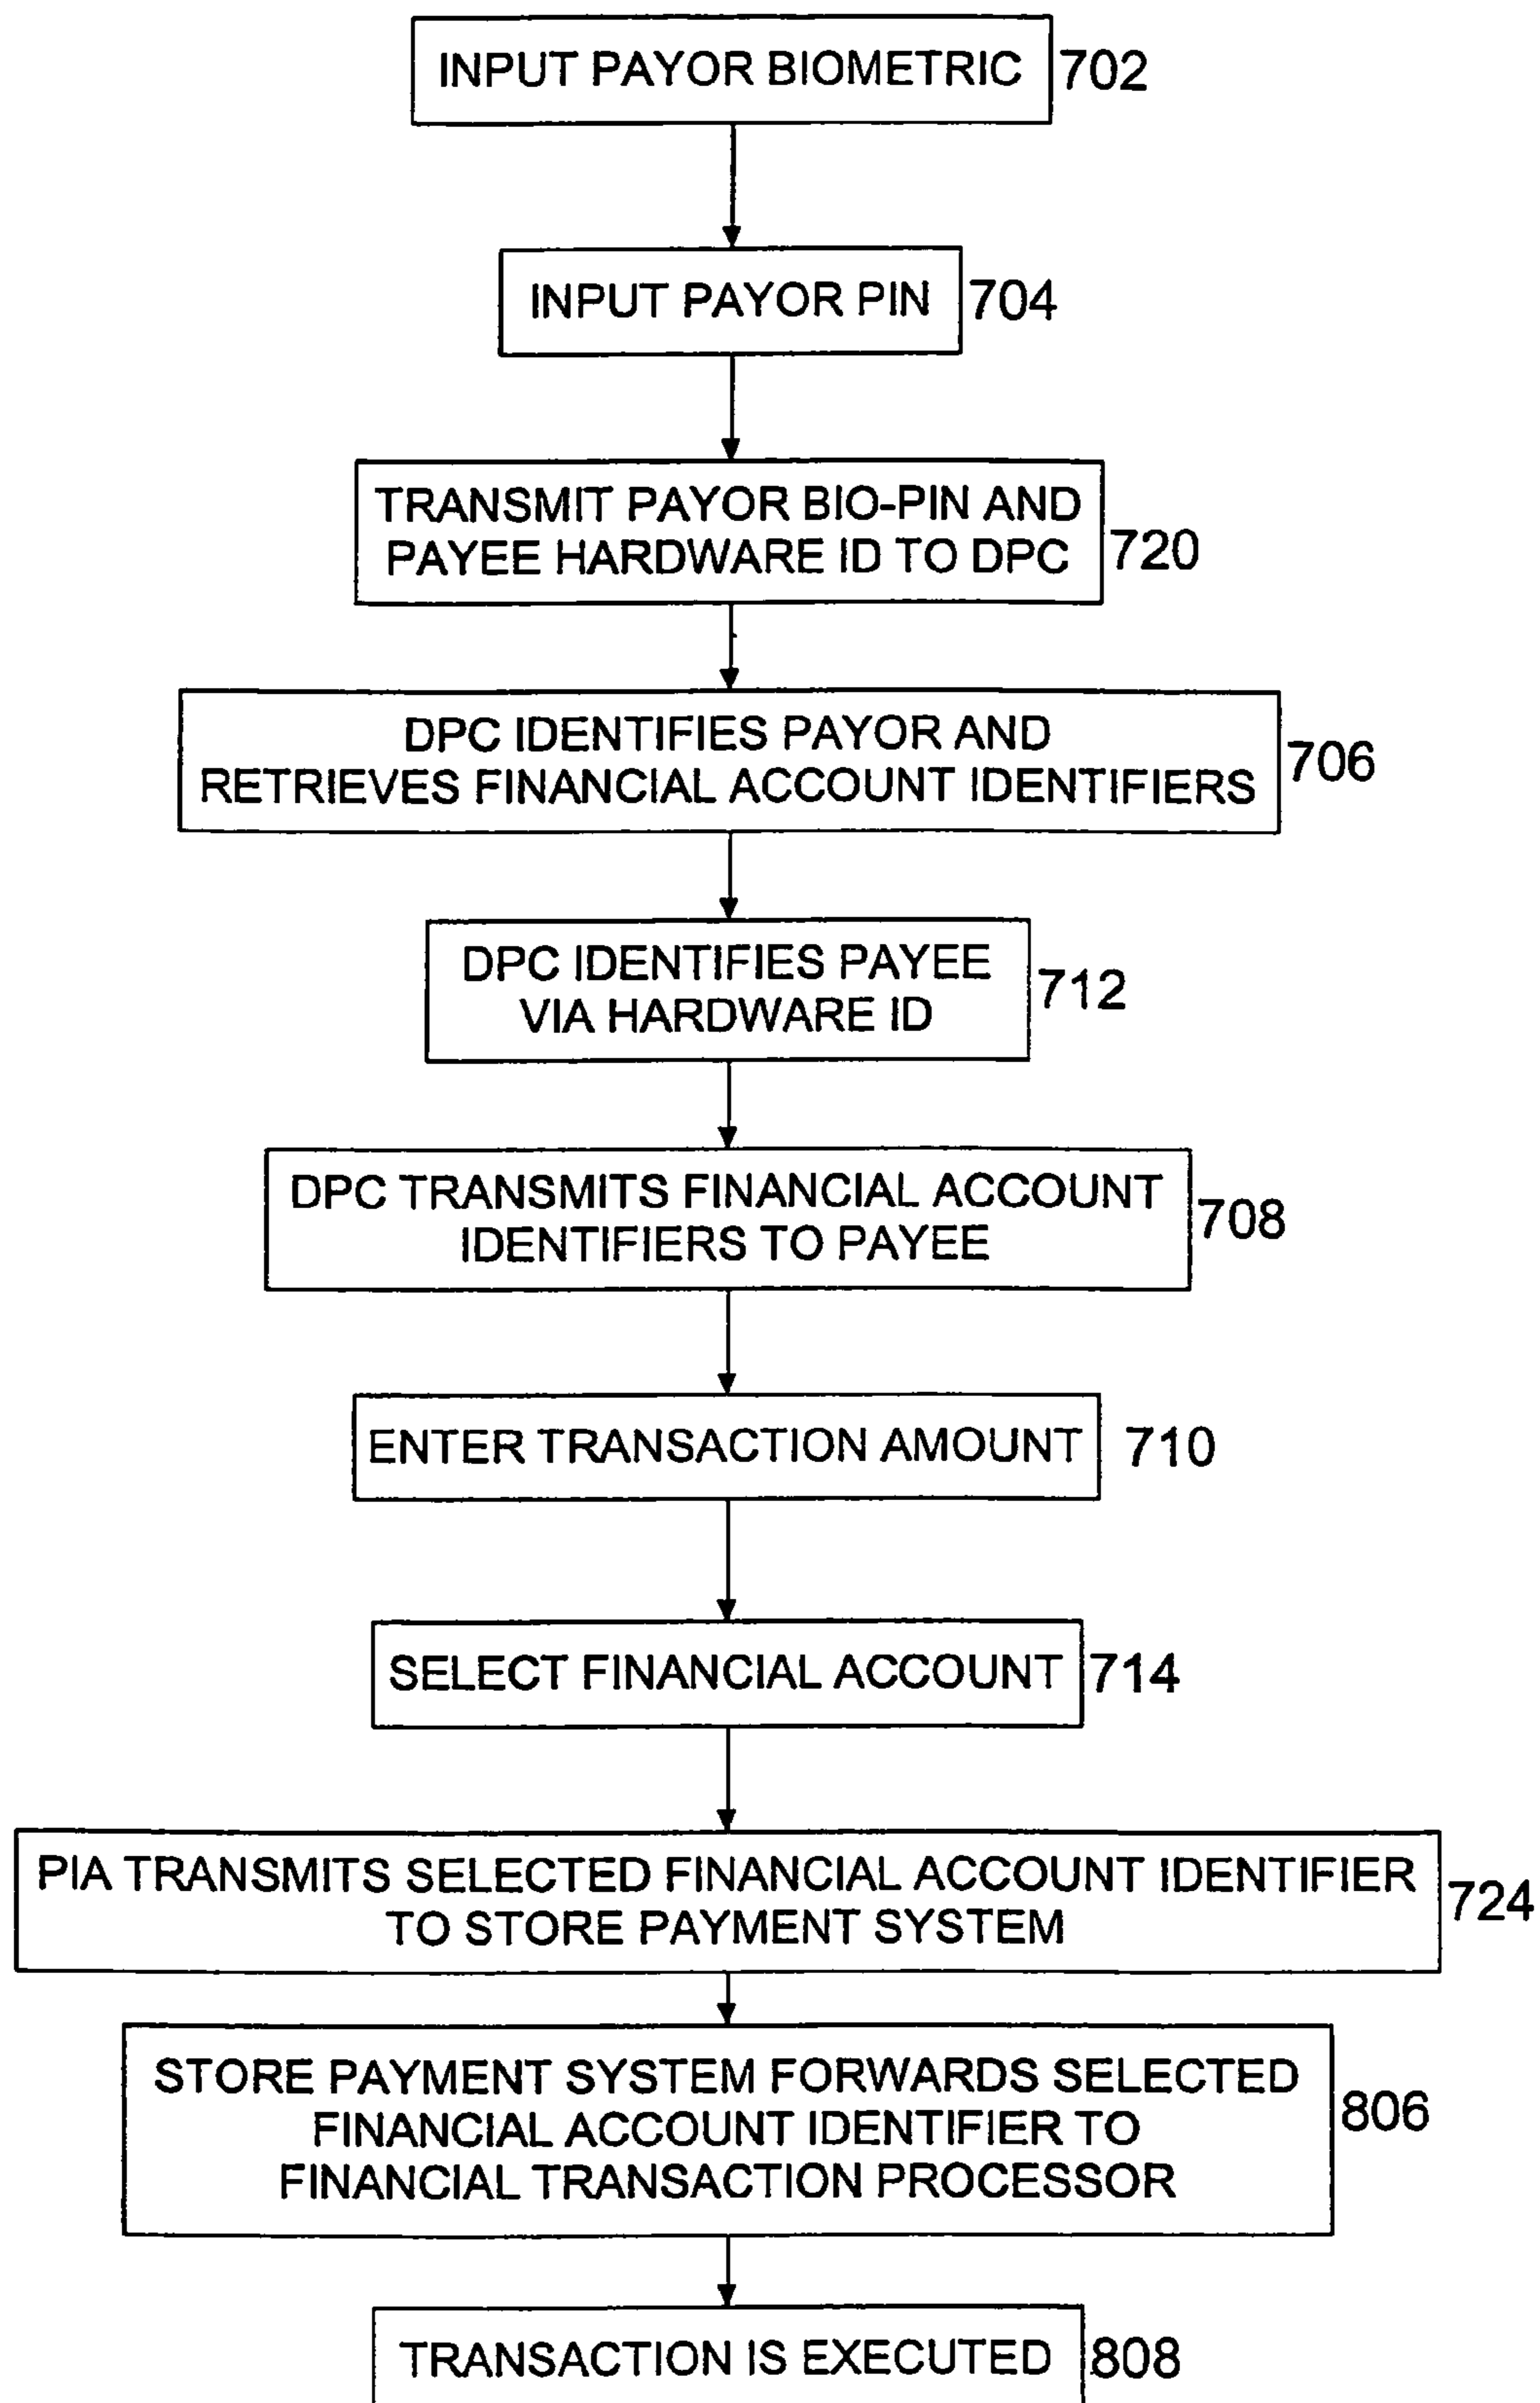 INPUT PAYOR BIOMETRIC 702
INPUT PAYOR PIN 704
TRANSMIT PAYOR BIO-PIN AND
PAYEE HARDWARE ID TO DPC 720
DPC IDENTIFIES PAYOR AND
RETRIEVES FINANCIAL ACCOUNT IDENTIFIERS 706
DPC IDENTIFIES PAYEE
VIA HARDWARE ID 712
DPC TRANSMITS FINANCIAL ACCOUNT
IDENTIFIERS TO PAYEE 708
ENTER TRANSACTION AMOUNT 710
SELECT FINANCIAL ACCOUNT 714
PIA TRANSMITS SELECTED FINANCIAL ACCOUNT IDENTIFIER
TO STORE PAYMENT SYSTEM 724
STORE PAYMENT SYSTEM FORWARDS SELECTED
FINANCIAL ACCOUNT IDENTIFIER TO 806
FINANCIAL TRANSACTION PROCESSOR
TRANSACTION IS EXECUTED 808